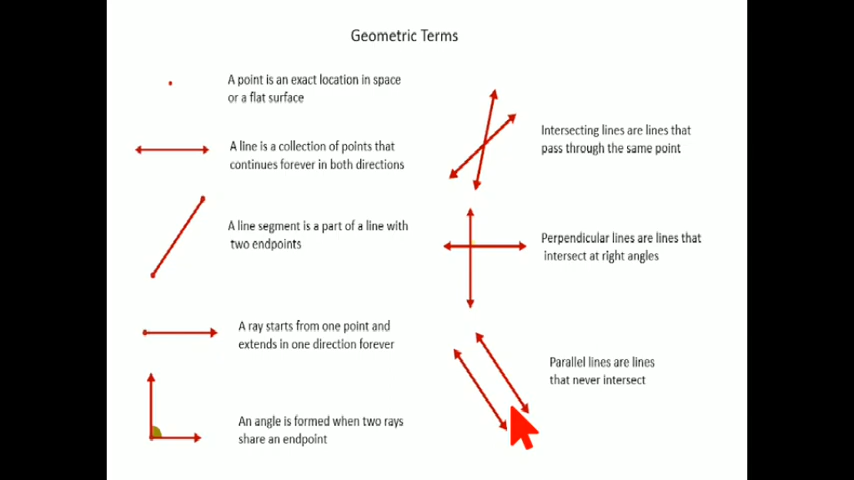 Geometric Terms
A point is an exact location in space
or a flat surface
A line is a collection of points that
continues forever in both directions
A line segment is a part of a line with
two endpoints
A ray starts from one point and
extends in one direction forever
An angle is formed when two rays
share an endpoint
Intersecting lines are lines that
pass through the same point
Perpendicular lines are lines that
intersect at right angles
Parallel lines are lines
that never intersect